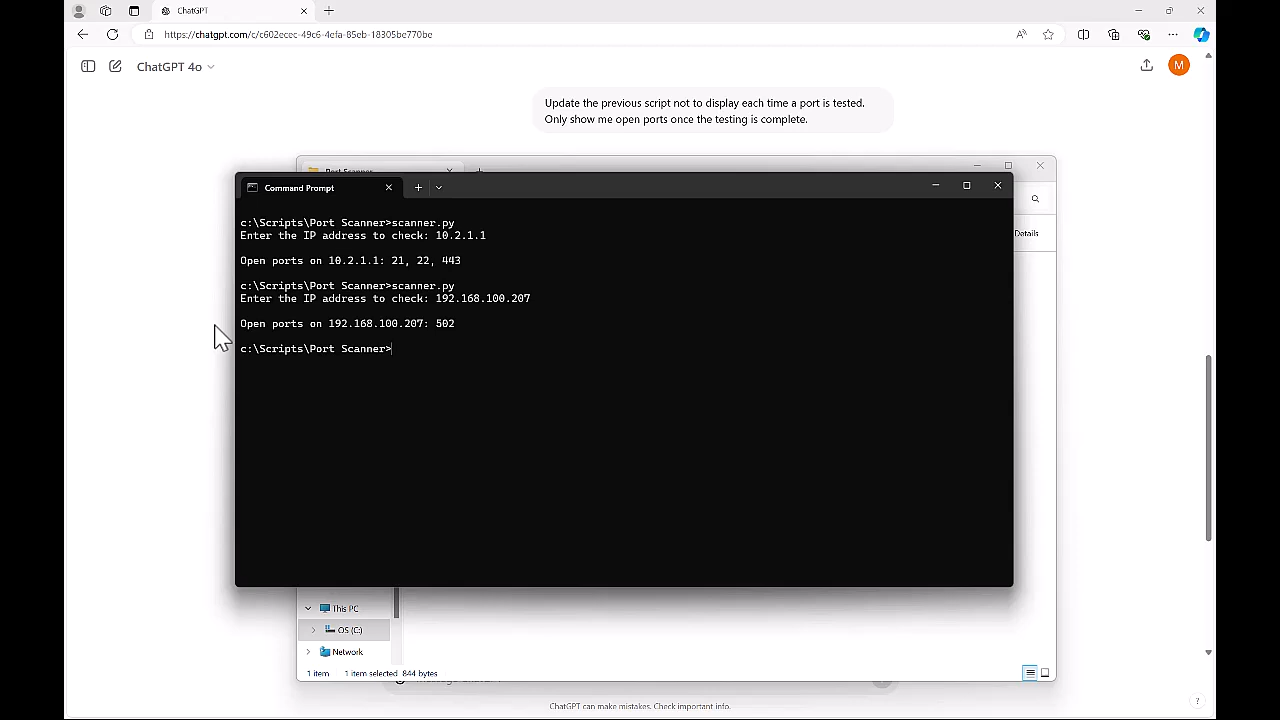 ChatGPT
https://chatgpt.com/c/c602ecec-49c6-4efa-85eb-18305be770be
ChatGPT 4o
M
Update the previous script not to display each time a port is tested.
Only show me open ports once the testing is complete.
Port Scanner
Command Prompt
Details
c:\Scripts\Port Scanner>scanner.py
Enter the IP address to check: 10.2.1.1
Open ports on 10.2.1.1: 21, 22, 443
c:\Scripts\Port Scanner>scanner.py
Enter the IP address to check: 192.168.100.207
Open ports on 192.168.100.207: 502
c:\Scripts\Port Scanner>
This PC
OS (C:)
Network
1 item 1 item selected 844 bytes
ChatGPT can make mistakes. Check important info.
?